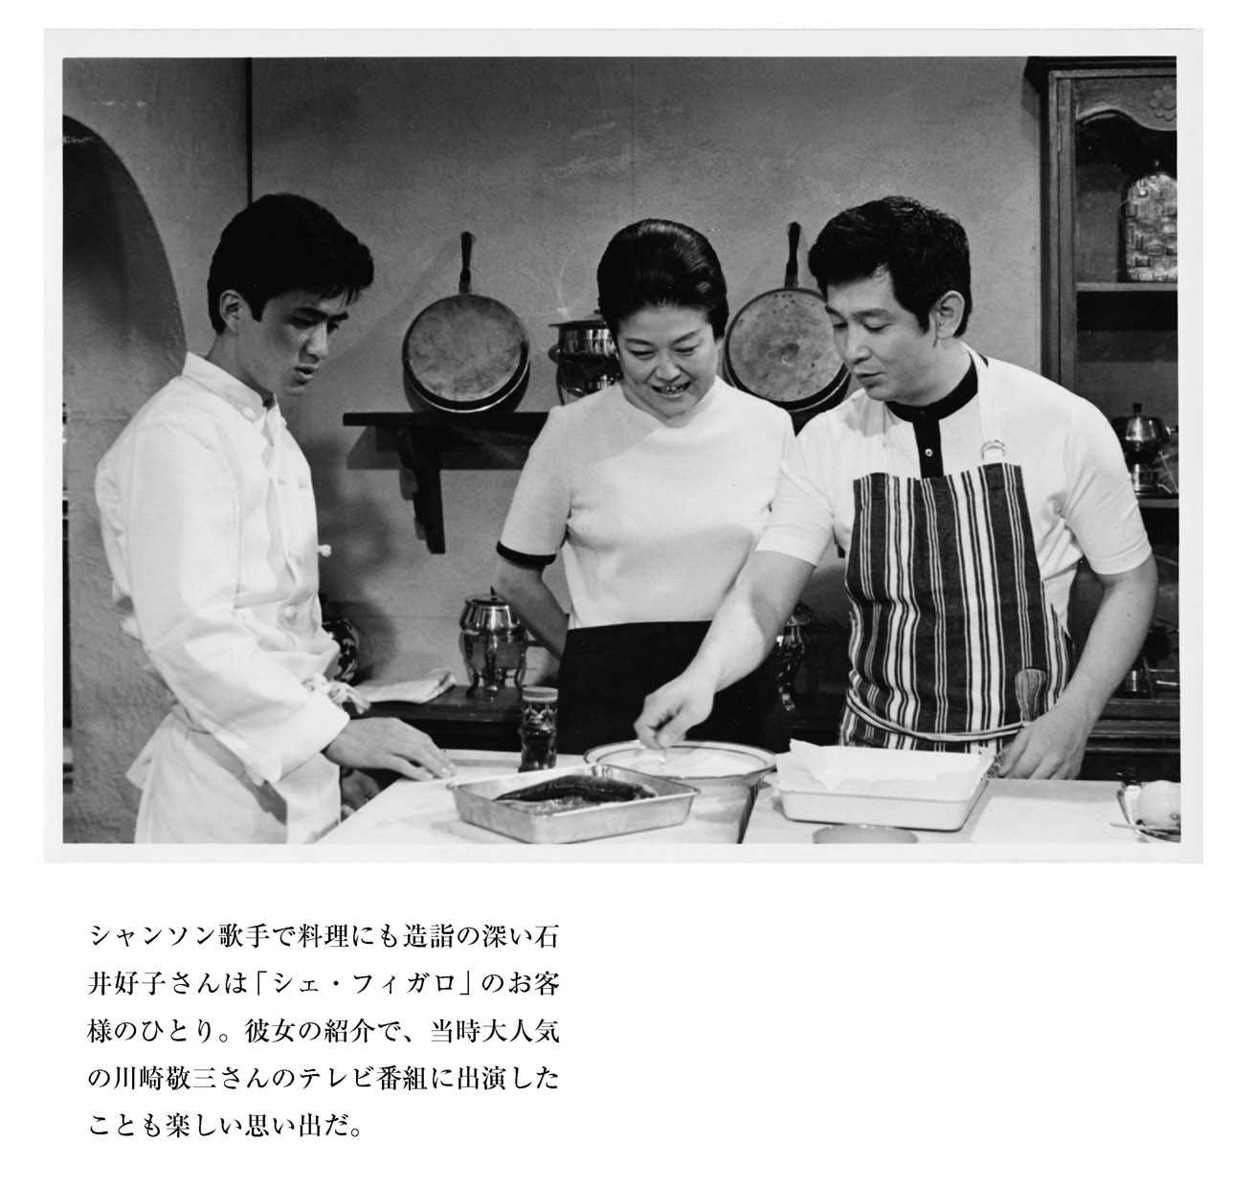 シャンソン歌手で料理にも造詣の深い石
井好子さんは「シェ・フィガロ」のお客
様のひとり。彼女の紹介で、当時大人気
の川崎敬三さんのテレビ番組に出演した
ことも楽しい思い出だ。